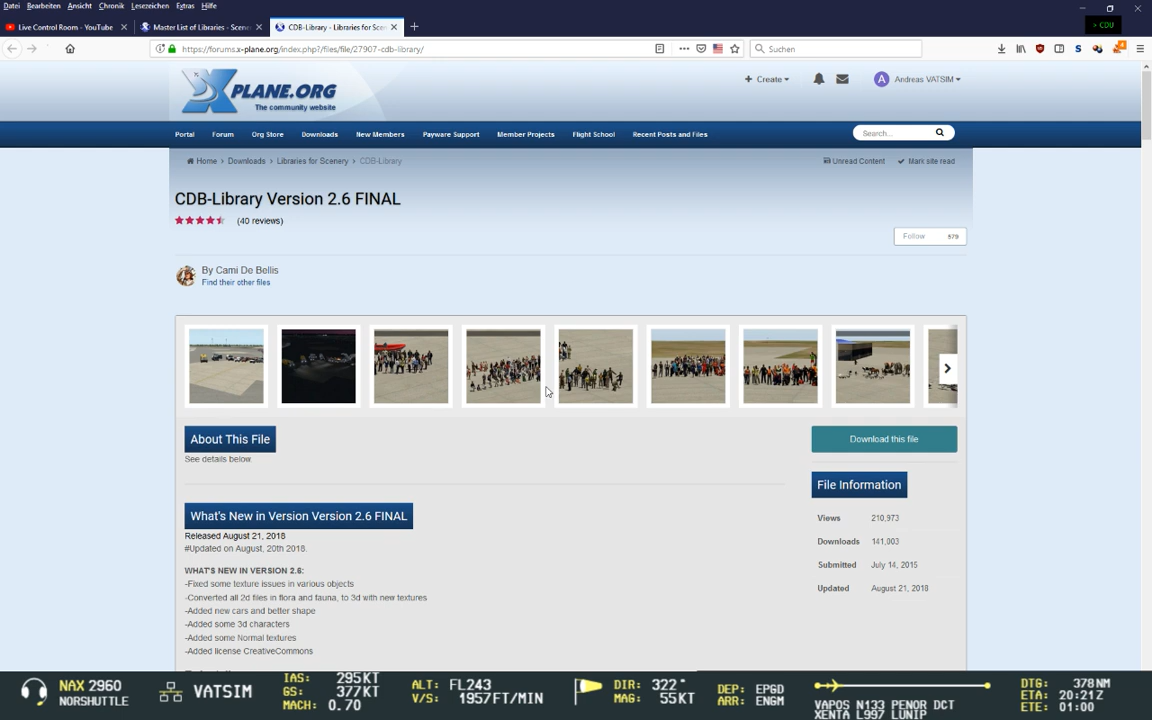 Datei Bearbeiten Ansicht Chronik Lesezeichen Extras Hilfe
Live Control Room - YouTube
Master List of Libraries - Scene
CDB-Library - Libraries for Scen
> CDU
https://forums.x-plane.org/index.php?/files/file/27907-cdb-library/
Suchen
X PLANE.ORG
The community website
+ Create
A Andreas VATSIM
Portal Forum Org Store Downloads New Members Payware Support Member Projects Flight School Recent Posts and Files
Search...
Home > Downloads > Libraries for Scenery > CDB-Library
Unread Content Mark site read
CDB-Library Version 2.6 FINAL
(40 reviews)
Follow 579
By Cami De Bellis
Find their other files
About This File
See details below
Download this file
What's New in Version Version 2.6 FINAL
Released August 21, 2018
#Updated on August, 20th 2018.
WHAT'S NEW IN VERSION 2.6:
-Fixed some texture issues in various objects
-Converted all 2d files in flora and fauna, to 3d with new textures
-Added new cars and better shape
-Added some 3d characters
-Added some Normal textures
-Added license CreativeCommons
File Information
Views 210,973
Downloads 141,003
Submitted July 14, 2015
Updated August 21, 2018
NAX 2960
NORSHUTTLE
VATSIM
IAS: 295KT
GS: 377KT
MACH: 0.70
ALT: FL243
V/S: 1957FT/MIN
DIR: 322°
MAG: 55KT
DEP: EPGD
ARR: ENGM
VAPOS N133 PENOR DCT
XENTA L997 LUNIP
DTG: 378NM
ETA: 20:21Z
ETE: 01:00